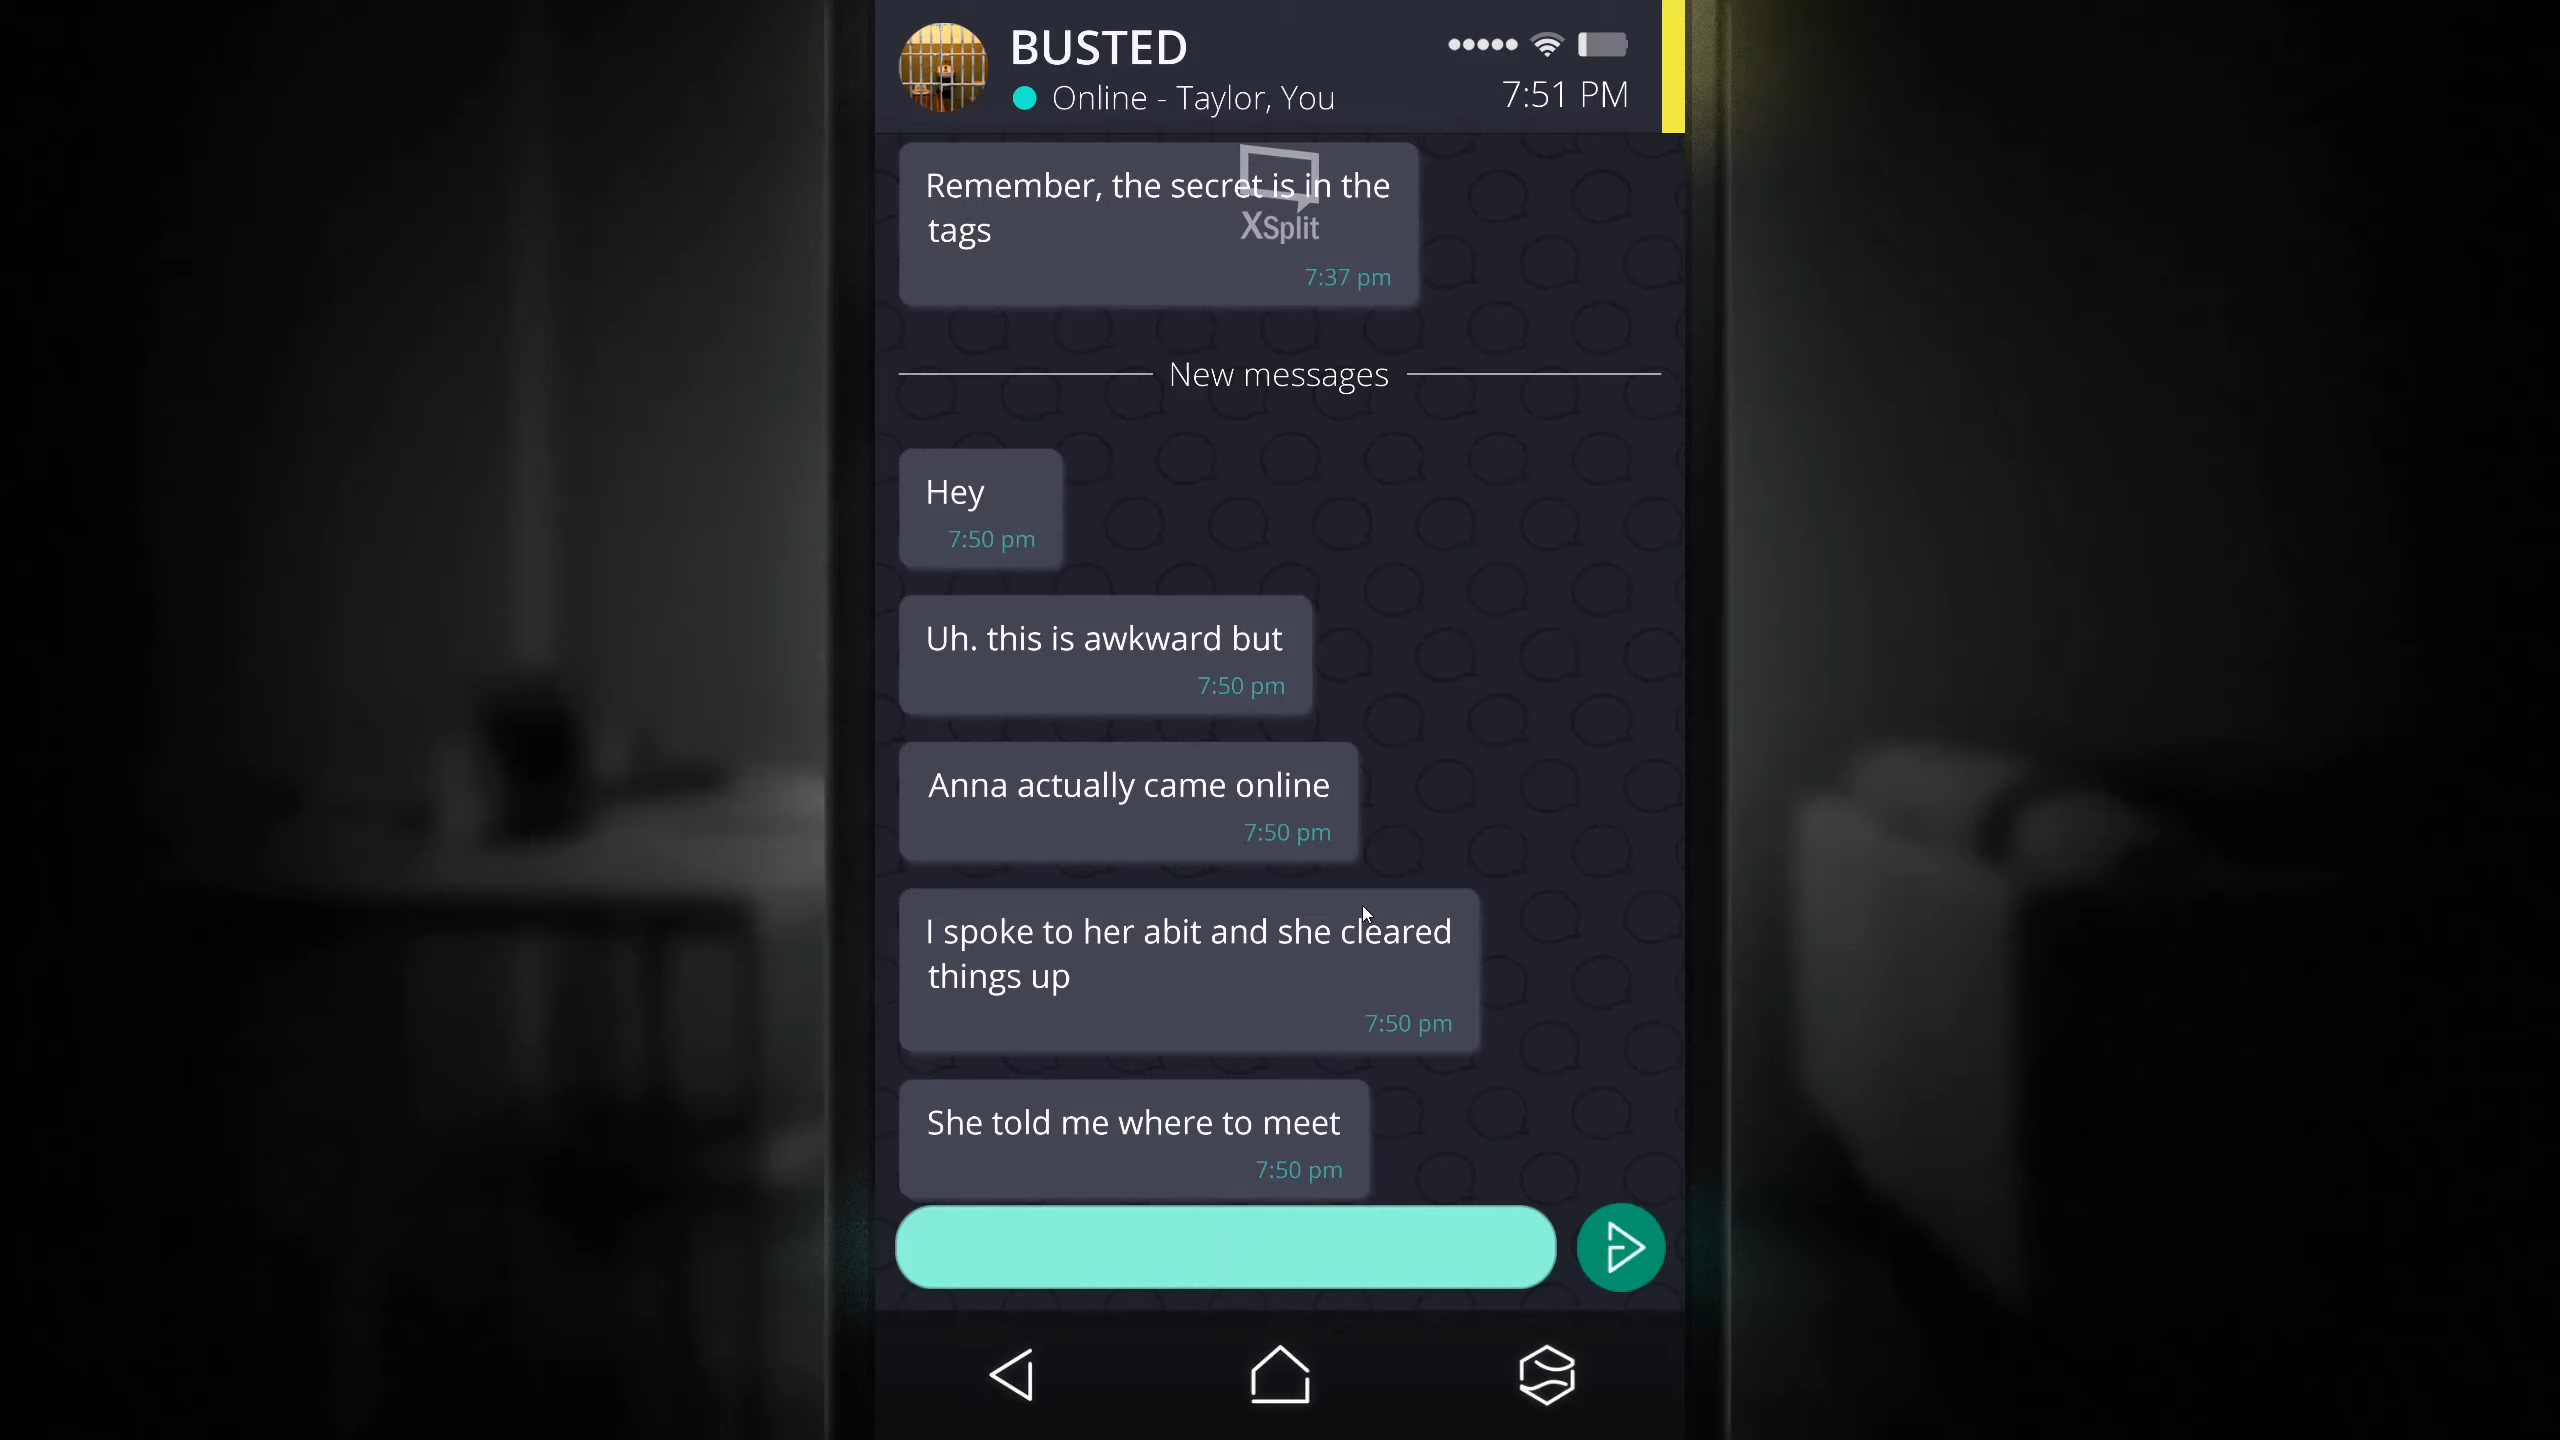 BUSTED
Online - Taylor, You
7:51 PM
Remember, the secret is in the
tags
XSplit
7:37 pm
New messages
Hey
7:50 pm
Uh. this is awkward but
7:50 pm
Anna actually came online
7:50 pm
I spoke to her abit and she cleared
things up
7:50 pm
She told me where to meet
7:50 pm